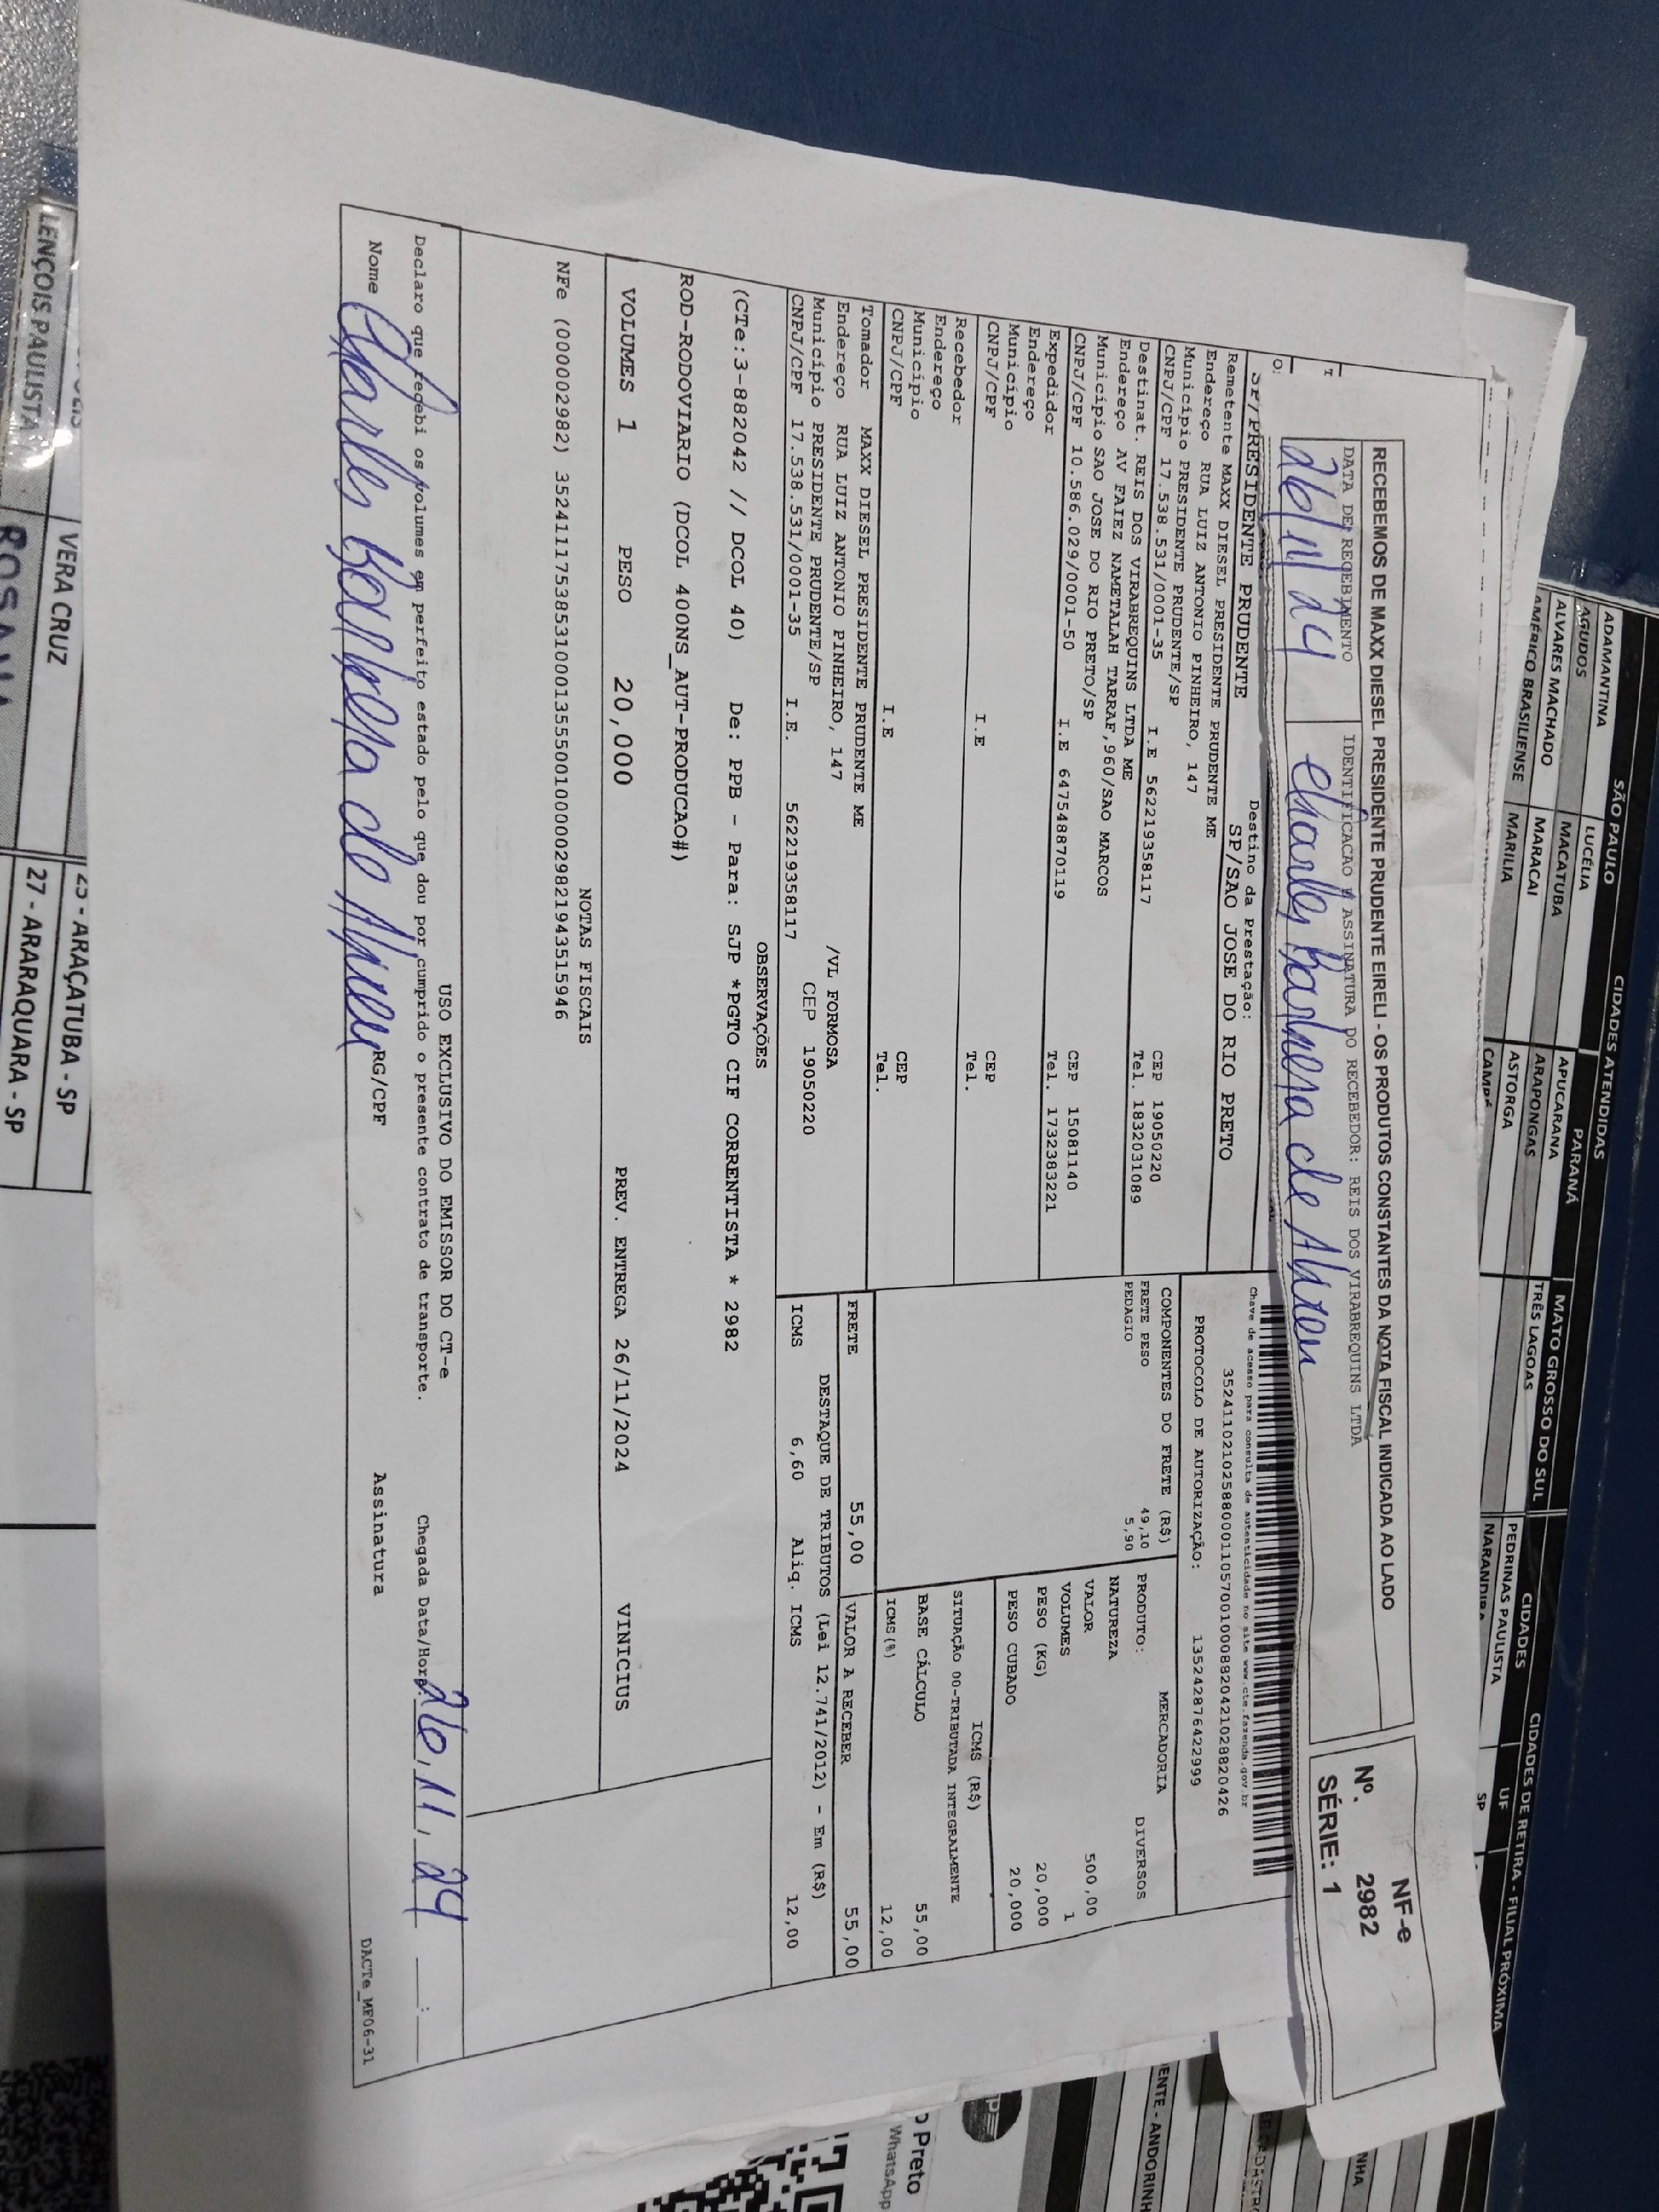 RECEBEMOS DE MAXX DIESEL PRESIDENTE PRUDENTE EIRELI - OS PRODUTOS CONSTANTES DA NOTA FISCAL INDICADA AO LADO
DATA DE RECEBIMENTO
IDENTIFICACAO E ASSINATURA DO RECEBEDOR: REIS DOS VIRABREQUINS LTDA
26/11/24
NF-e
Nº. 2982
SÉRIE: 1
SP/PRESIDENTE PRUDENTE
Destino da Prestação:
SP/SAO JOSE DO RIO PRETO
Remetente MAXX DIESEL PRESIDENTE PRUDENTE ME
Endereço RUA LUIZ ANTONIO PINHEIRO, 147
Município PRESIDENTE PRUDENTE/SP CEP 19050220
CNPJ/CPF 17.538.531/0001-35 I.E 562219358117 Tel. 1832031089
Destinat. REIS DOS VIRABREQUINS LTDA ME
Endereço AV FAIEZ NAMETALAH TARRAF,960/SAO MARCOS
Município SAO JOSE DO RIO PRETO/SP CEP 15081140
CNPJ/CPF 10.586.029/0001-50 I.E 647548870119 Tel. 1732383221
Expedidor
Endereço
Município CEP
CNPJ/CPF I.E Tel.
Recebedor
Endereço
Município CEP
CNPJ/CPF I.E Tel.
Tomador MAXX DIESEL PRESIDENTE PRUDENTE ME
Endereço RUA LUIZ ANTONIO PINHEIRO, 147 /VL FORMOSA
Município PRESIDENTE PRUDENTE/SP CEP 19050220
CNPJ/CPF 17.538.531/0001-35 I.E. 562219358117
Chave de acesso para consulta de autenticidade no site www.cte.fazenda.gov.br
PROTOCOLO DE AUTORIZAÇÃO: 135242876422999
COMPONENTES DO FRETE (R$)
FRETE PESO 49,10
PEDAGIO 5,90
MERCADORIA
PRODUTO: DIVERSOS
NATUREZA
VALOR 500,00
VOLUMES 1
PESO (KG) 20,000
PESO CUBADO 20,000
ICMS (R$)
SITUAÇÃO 00-TRIBUTADA INTEGRALMENTE
BASE CÁLCULO 55,00
ICMS(%) 12,00
FRETE 55,00
VALOR A RECEBER 55,00
DESTAQUE DE TRIBUTOS (Lei 12.741/2012) - Em (R$)
ICMS 6,60 Aliq. ICMS 12,00
OBSERVAÇÕES
(CTe:3-882042 // DCOL 40) De: PPB - Para: SJP *PGTO CIF CORRENTISTA * 2982
ROD-RODOVIARIO (DCOL 400NS_AUT-PRODUCAO#)
VOLUMES 1 PESO 20,000 PREV. ENTREGA 26/11/2024 VINICIUS
NOTAS FISCAIS
NFe (000002982)
USO EXCLUSIVO DO EMISSOR DO CT-e
Declaro que recebi os volumes em perfeito estado pelo que dou por cumprido o presente contrato de transporte.
Chegada Data/Hora: 26, 11, 24
Nome Charles Barbosa de RG/CPF Assinatura
DACTe_MF06-31
SÃO PAULO
CIDADES ATENDIDAS
PARANÁ
MATO GROSSO DO SUL
CIDADES DE RETIRA - FILIAL PRÓXIMA
CIDADES
UF
ADAMANTINA
AGUDOS
ALVARES MACHADO
AMÉRICO BRASILIENSE
LUCÉLIA
MACATUBA
MARACAI
MARILIA
APUCARANA
ARAPONGAS
ASTORGA
TRÊS LAGOAS
PEDRINAS PAULISTA
SP
LENÇOIS PAULISTA
VERA CRUZ
25 - ARAÇATUBA - SP
27 - ARARAQUARA - SP
Preto
WhatsApp